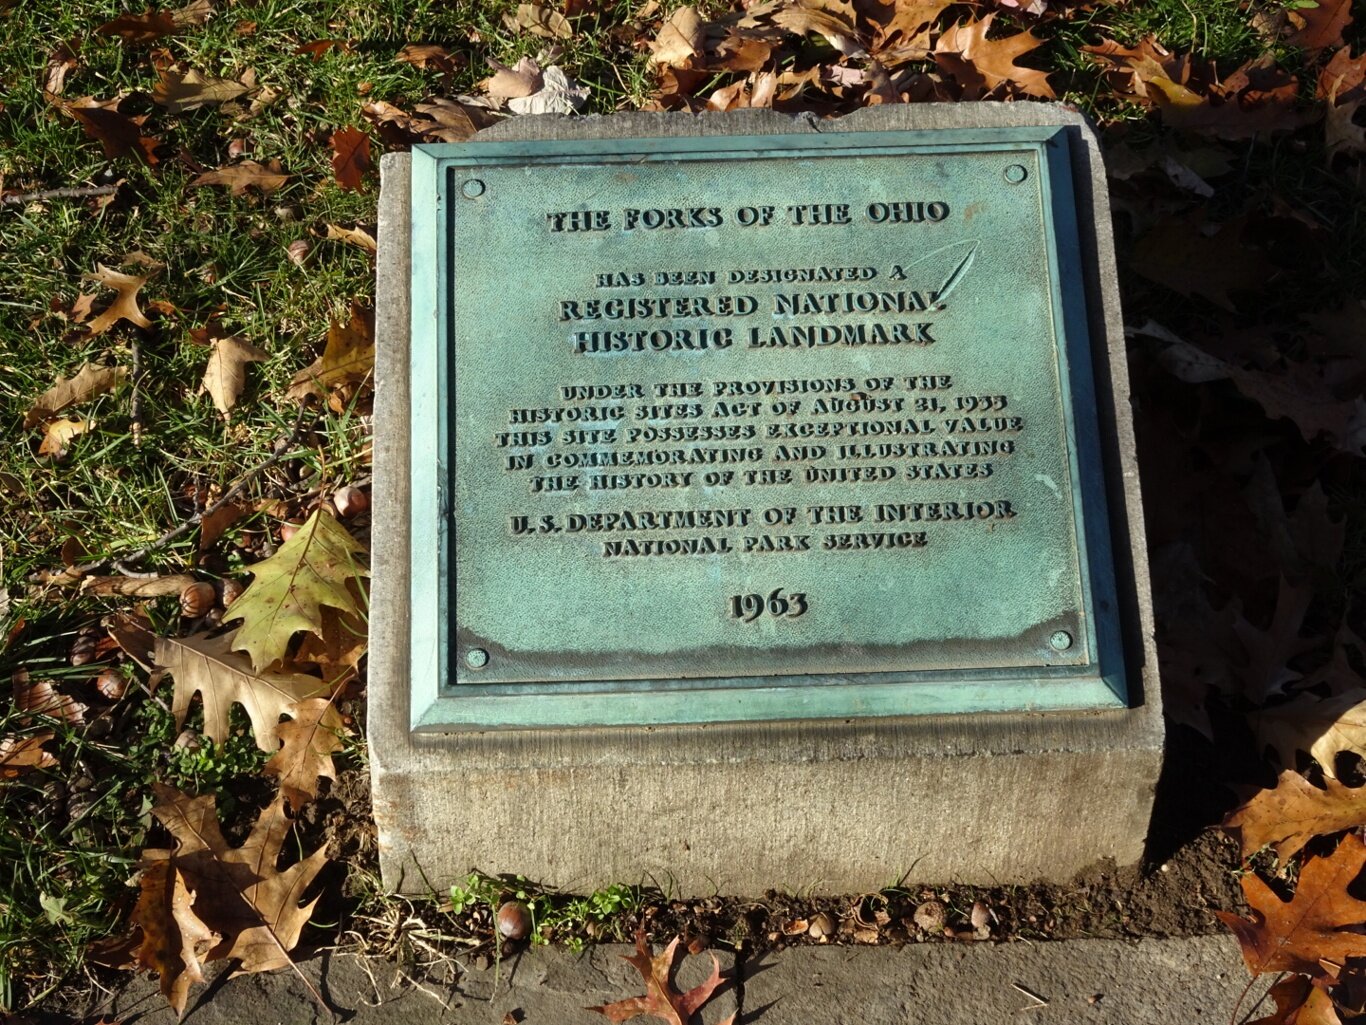 THE FORKS OF THE OHIO
HAS BEEN DESIGNATED A
REGISTERED NATIONAL
HISTORIC LANDMARK
UNDER THE PROVISIONS OF THE
HISTORIC SITES ACT OF AUGUST 21, 1935
THIS SITE POSSESSES EXCEPTIONAL VALUE
IN COMMEMORATING AND ILLUSTRATING
THE HISTORY OF THE UNITED STATES
U.S. DEPARTMENT OF THE INTERIOR
NATIONAL PARK SERVICE
1963